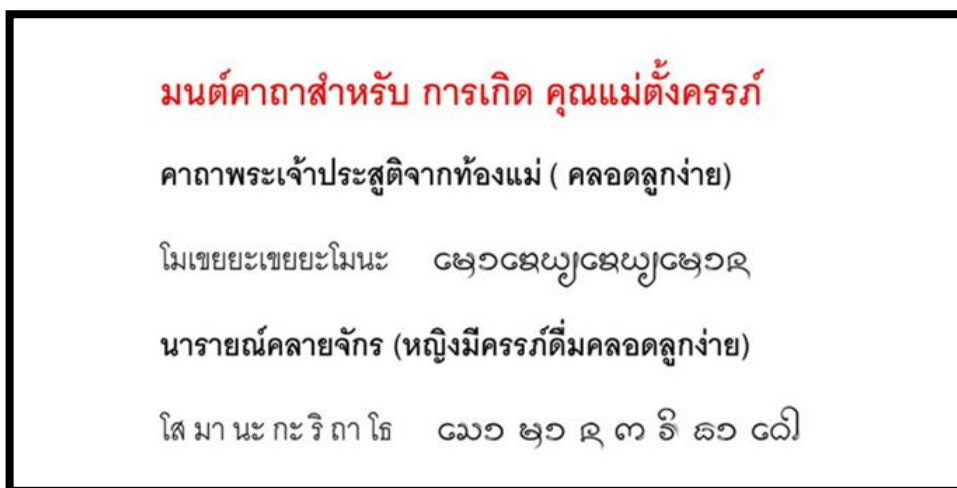 มนต์คาถาสำหรับ การเกิด คุณแม่ตั้งครรภ์
คาถาพระเจ้าประสูติจากท้องแม่ ( คลอดลูกง่าย)
โมเขยยะเขยยะโมนะ
นารายณ์คลายจักร (หญิงมีครรภ์ดื่มคลอดลูกง่าย)
โส มา นะ กะ ริ ถา โธ